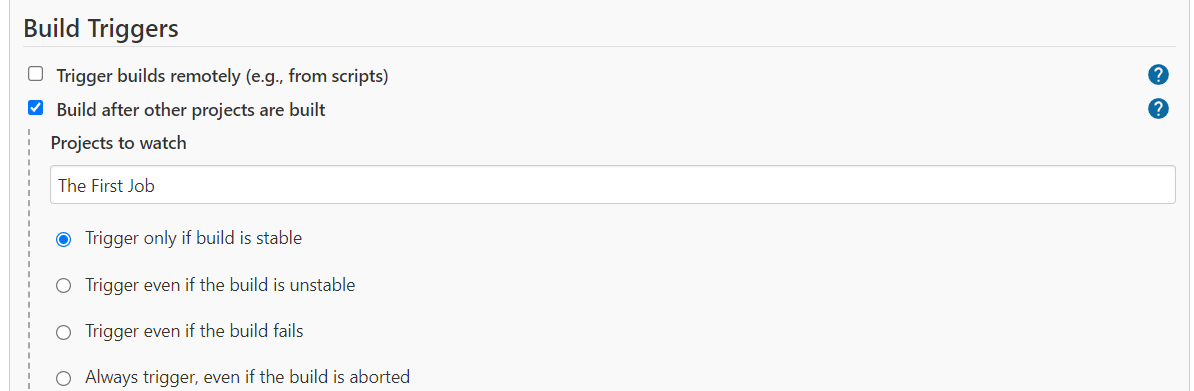 Build Triggers
Trigger builds remotely (e.g., from scripts)
?
Build after other projects are built
?
Projects to watch
The First Job
Trigger only if build is stable
Trigger even if the build is unstable
Trigger even if the build fails
Always trigger, even if the build is aborted